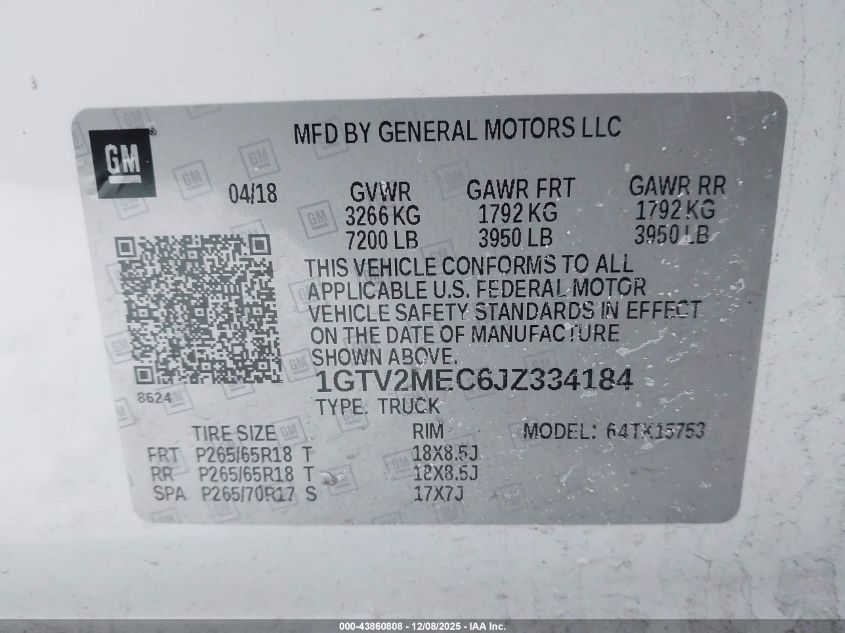 GM
MFD BY GENERAL MOTORS LLC
04/18 GVWR GAWR FRT GAWR RR
3266 KG 1792 KG 1792 KG
7200 LB 3950 LB 3950 LB
THIS VEHICLE CONFORMS TO ALL
APPLICABLE U.S. FEDERAL MOTOR
VEHICLE SAFETY STANDARDS IN EFFECT
ON THE DATE OF MANUFACTURE
SHOWN ABOVE.
1GTV2MEC6JZ334184
8624
TYPE: TRUCK
TIRE SIZE RIM MODEL: 64TK15753
FRT P265/65R18 T 18X8.5J
RR P265/65R18 T 18X8.5J
SPA P265/70R17 S 17X7J
000-43860808 - 12/08/2025 - IAA Inc.